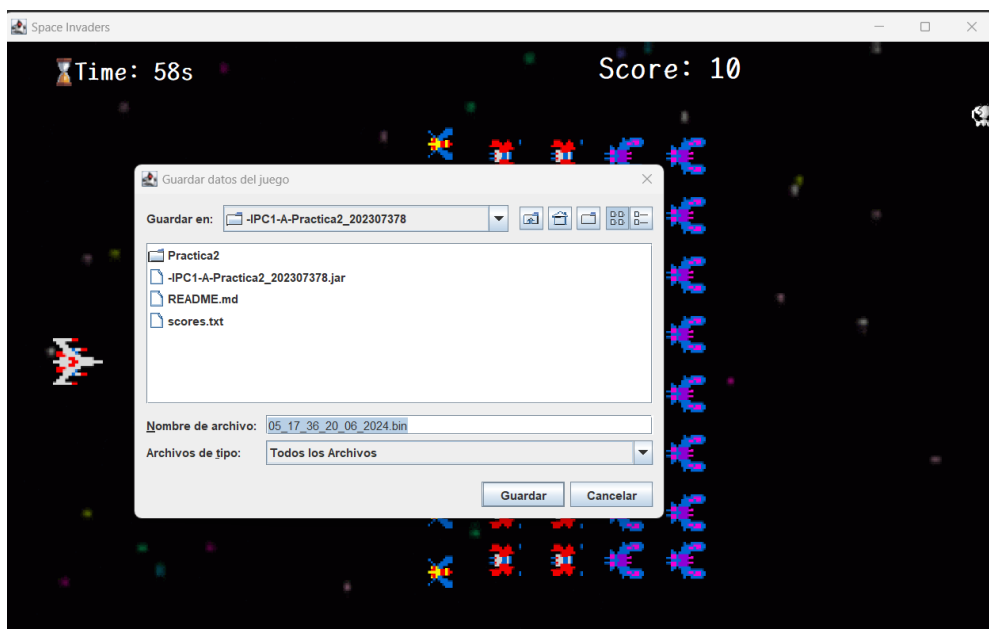 Space Invaders
Time: 58s
Score: 10
Guardar datos del juego
Guardar en:
-IPC1-A-Practica2_202307378
Practica2
-IPC1-A-Practica2_202307378.jar
README.md
scores.txt
Nombre de archivo:
05_17_36_20_06_2024.bin
Archivos de tipo:
Todos los Archivos
Guardar
Cancelar